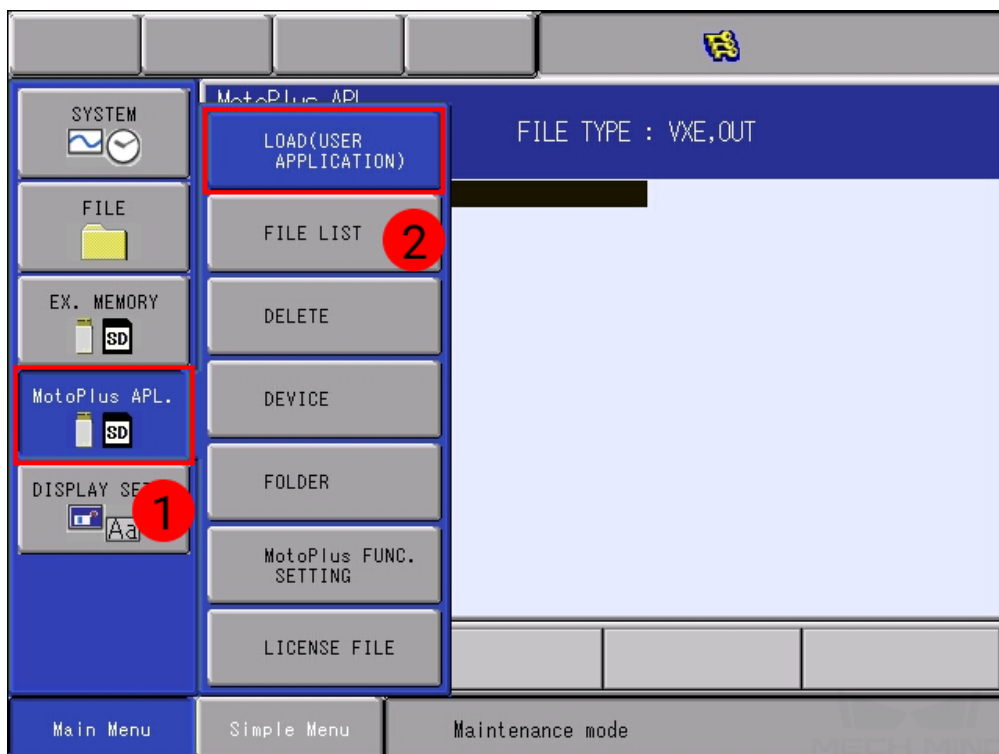 SYSTEM
FILE
EX. MEMORY
SD
MotoPlus APL.
SD
DISPLAY SE
Aa
1
MotoPlus APL
LOAD(USER
APPLICATION)
FILE LIST
2
DELETE
DEVICE
FOLDER
MotoPlus FUNC.
SETTING
LICENSE FILE
FILE TYPE : VXE,OUT
Main Menu
Simple Menu
Maintenance mode
MECH MIND